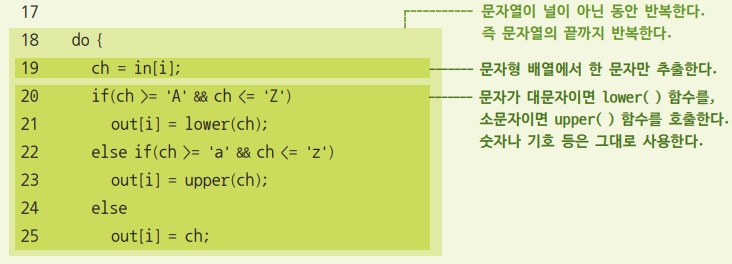 17
문자열이 널이 아닌 동안 반복한다.
즉 문자열의 끝까지 반복한다.
18 do {
19 ch = in[i];
문자형 배열에서 한 문자만 추출한다.
20 if(ch >= 'A' && ch <= 'Z')
문자가 대문자이면 lower( ) 함수를,
21 out[i] = lower(ch);
소문자이면 upper( ) 함수를 호출한다.
22 else if(ch >= 'a' && ch <= 'z')
숫자나 기호 등은 그대로 사용한다.
23 out[i] = upper(ch);
24 else
25 out[i] = ch;